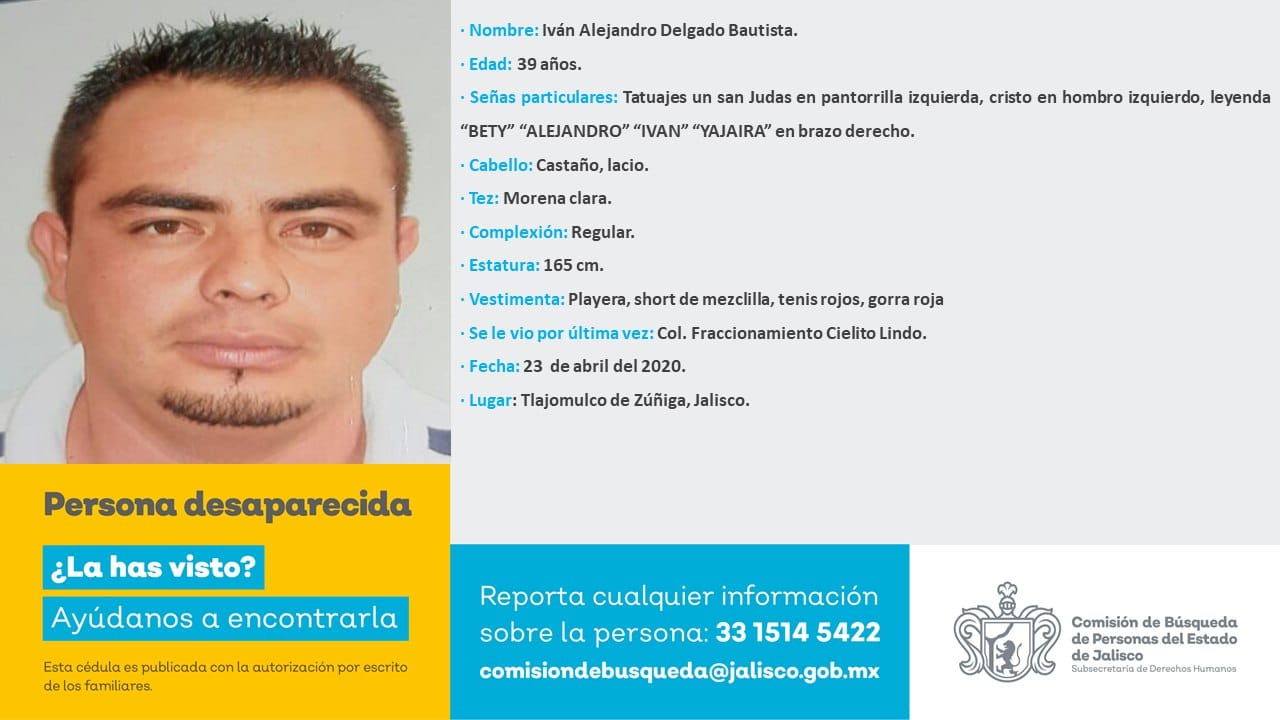 · Nombre: Iván Alejandro Delgado Bautista.
· Edad: 39 años.
· Señas particulares: Tatuajes un san Judas en pantorrilla izquierda, cristo en hombro izquierdo, leyenda
“BETY” “ALEJANDRO” “IVAN” “YAJAIRA” en brazo derecho.
· Cabello: Castaño, lacio.
· Tez: Morena clara.
· Complexión: Regular.
· Estatura: 165 cm.
· Vestimenta: Playera, short de mezclilla, tenis rojos, gorra roja
· Se le vio por última vez: Col. Fraccionamiento Cielito Lindo.
· Fecha: 23 de abril del 2020.
· Lugar: Tlajomulco de Zúñiga, Jalisco.
Persona desaparecida
¿La has visto?
Ayúdanos a encontrarla
Esta cédula es publicada con la autorización por escrito
de los familiares.
Reporta cualquier información
sobre la persona: 33 1514 5422
comisiondebusqueda@jalisco.gob.mx
Comisión de Búsqueda
de Personas del Estado
de Jalisco
Subsecretaría de Derechos Humanos